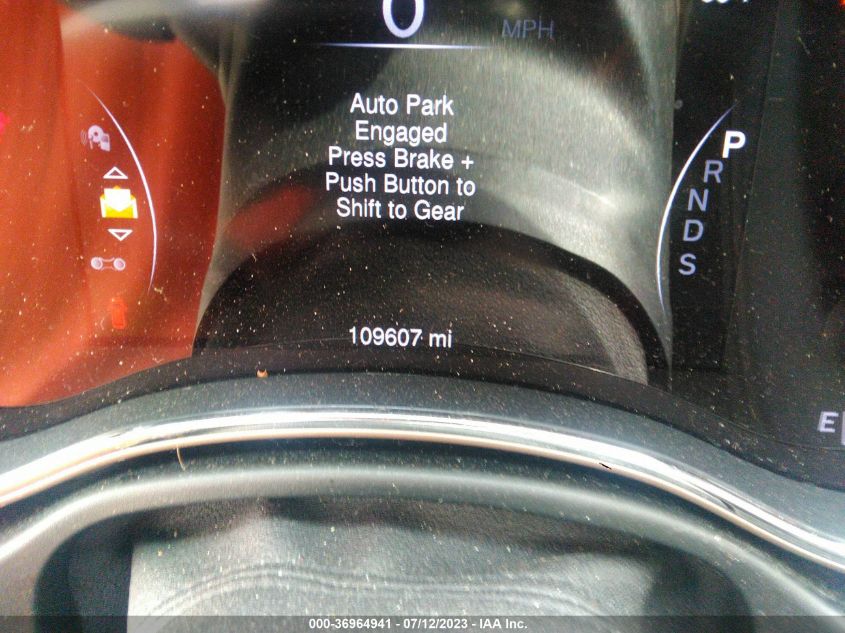 0
MPH
Auto Park
Engaged
Press Brake +
Push Button to
Shift to Gear
P
R
N
D
S
109607 mi
E
000-36964941 - 07/12/2023 - IAA Inc.